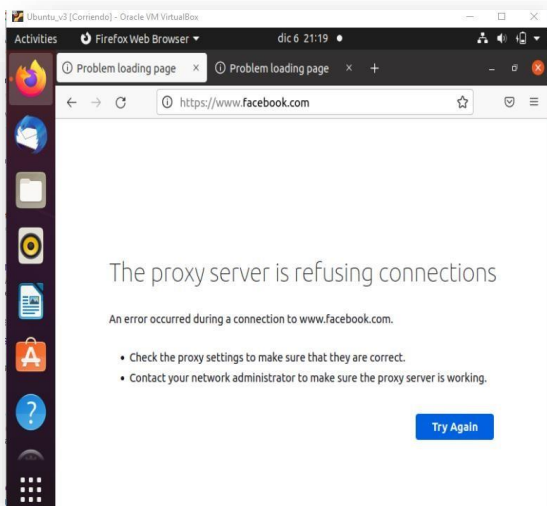 Ubuntu_v3 [Corriendo] - Oracle VM VirtualBox
Activities Firefox Web Browser dic 6 21:19
Problem loading page Problem loading page
https://www.facebook.com
The proxy server is refusing connections
An error occurred during a connection to www.facebook.com.
• Check the proxy settings to make sure that they are correct.
• Contact your network administrator to make sure the proxy server is working.
Try Again